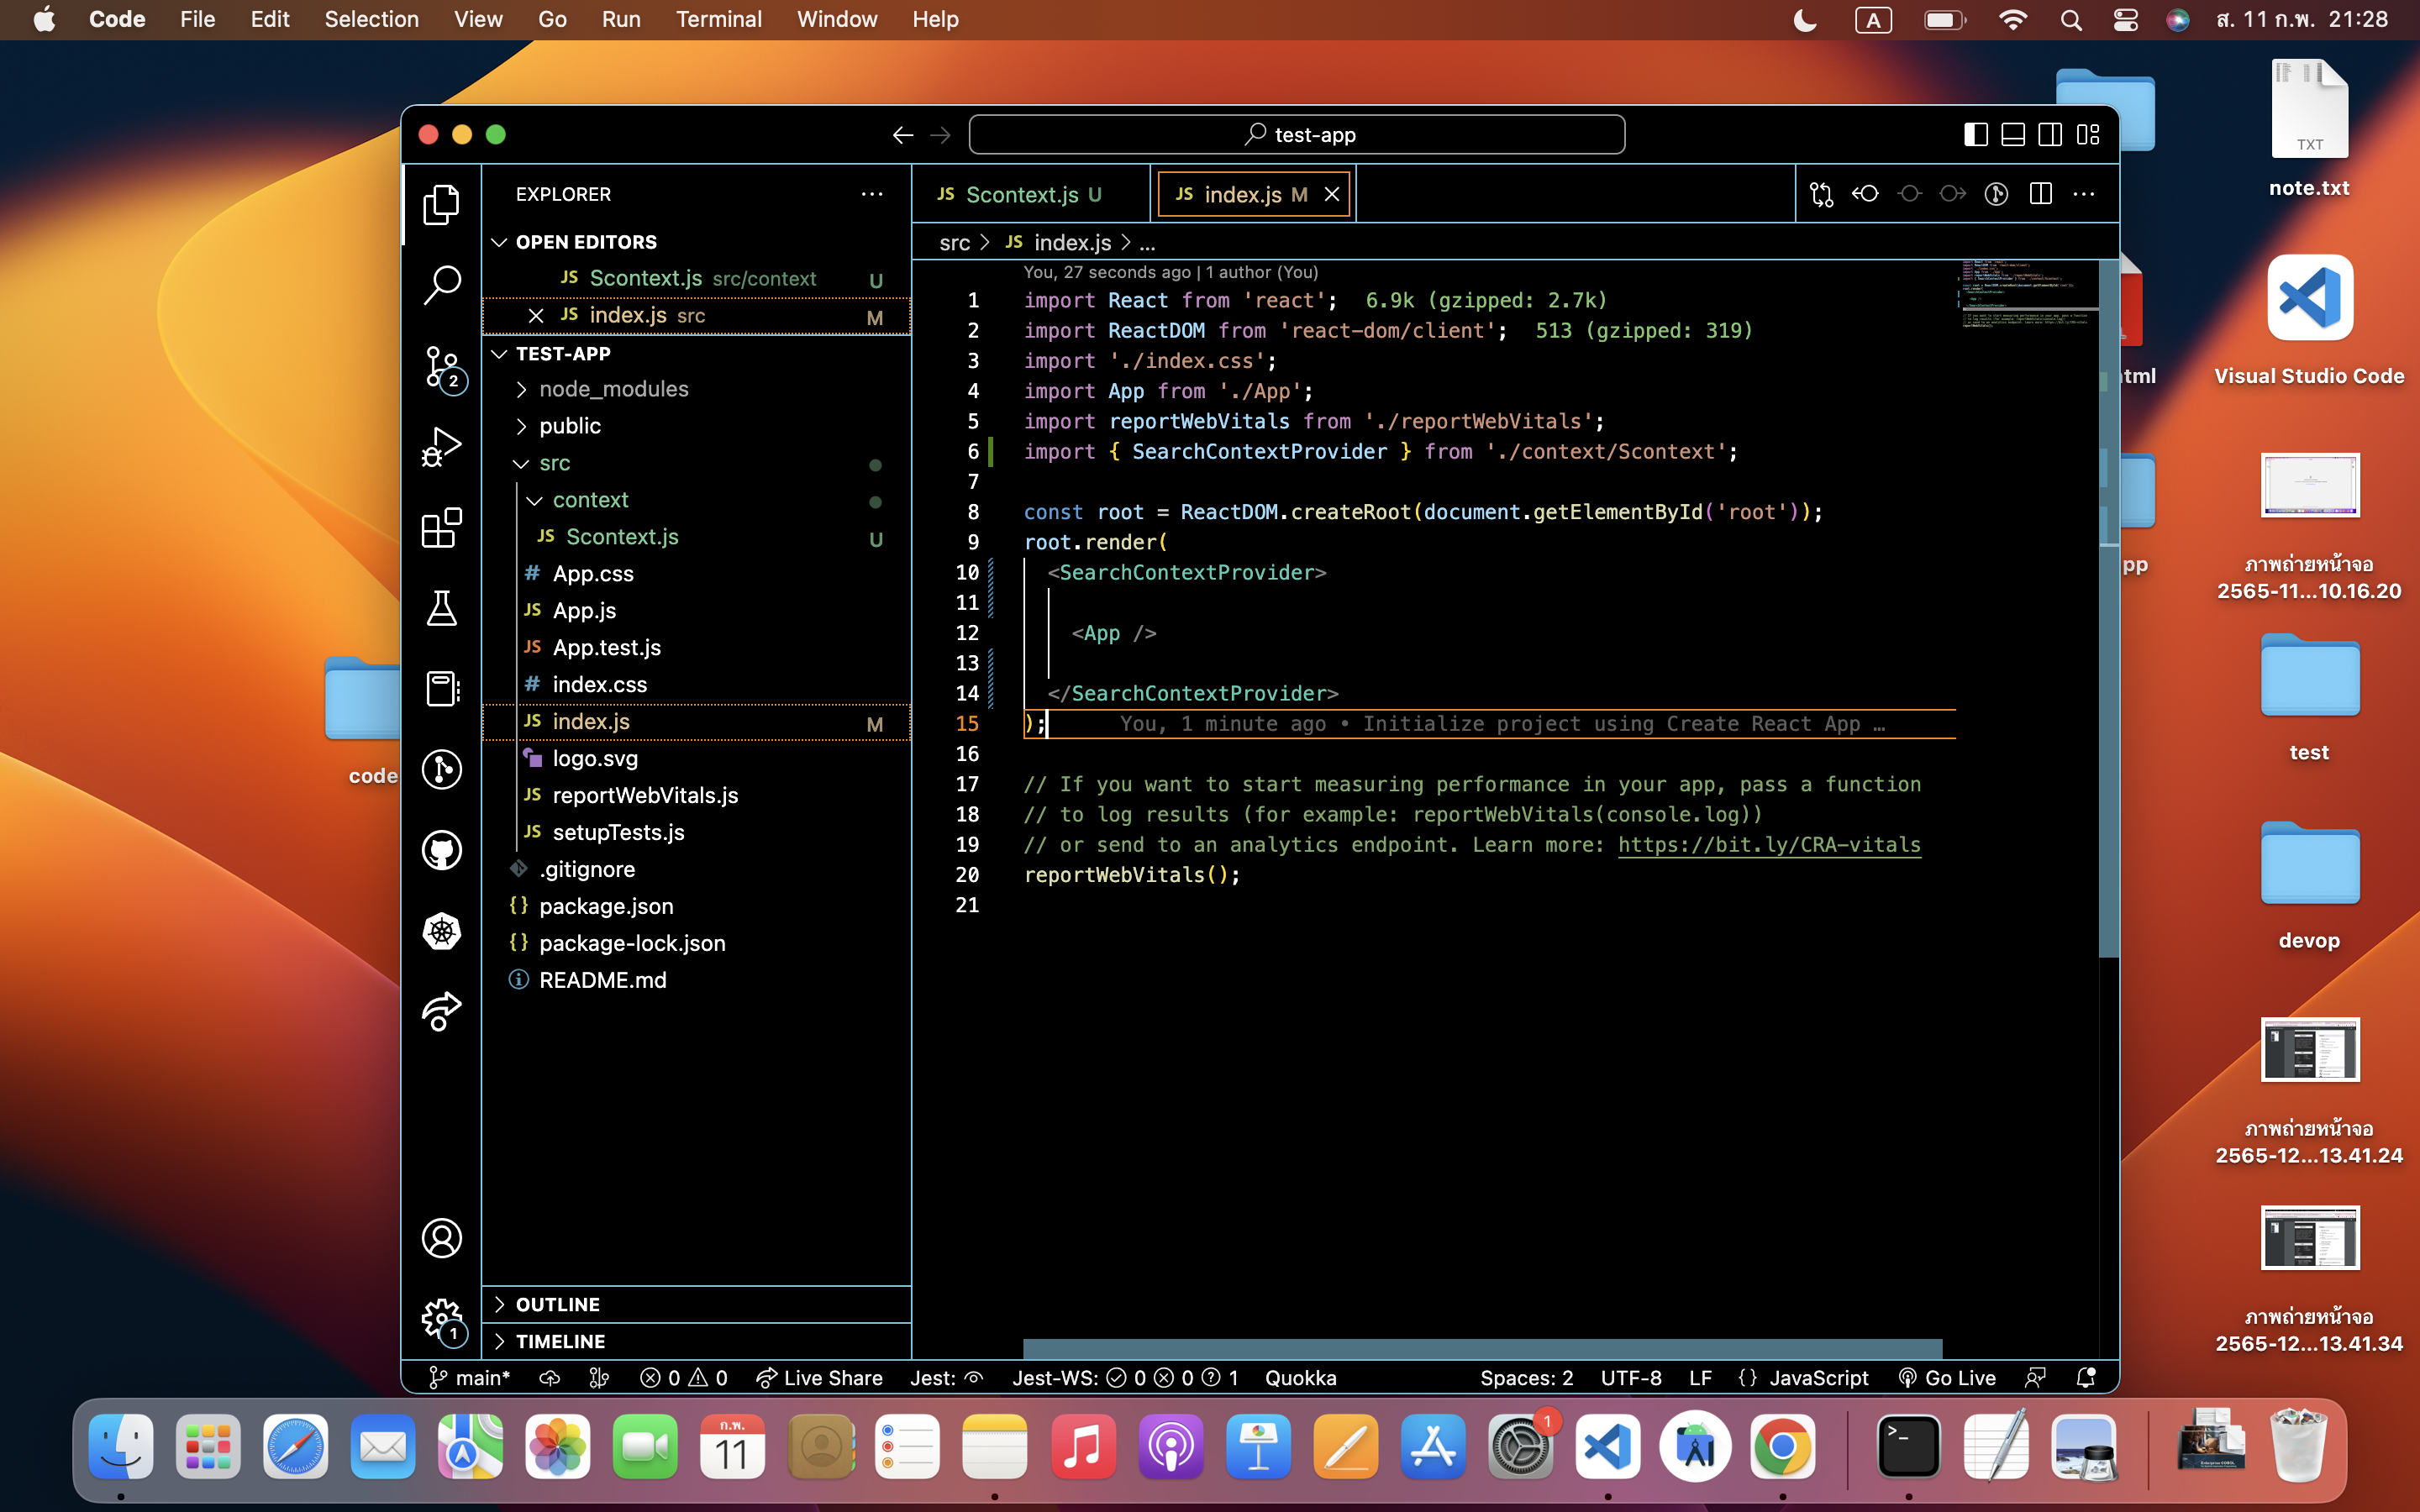 Code File Edit Selection View Go Run Terminal Window Help
A
ส. 11 ก.พ. 21:28
test-app
EXPLORER
OPEN EDITORS
JS Scontext.js src/context U
JS index.js src M
TEST-APP
node_modules
public
src
context
JS Scontext.js U
# App.css
JS App.js
JS App.test.js
# index.css
JS index.js M
logo.svg
JS reportWebVitals.js
JS setupTests.js
.gitignore
{} package.json
{} package-lock.json
README.md
OUTLINE
TIMELINE
2
1
JS Scontext.js U
JS index.js M
src > JS index.js > ...
You, 27 seconds ago | 1 author (You)
1 import React from 'react'; 6.9k (gzipped: 2.7k)
2 import ReactDOM from 'react-dom/client'; 513 (gzipped: 319)
3 import './index.css';
4 import App from './App';
5 import reportWebVitals from './reportWebVitals';
6 import { SearchContextProvider } from './context/Scontext';
7
8 const root = ReactDOM.createRoot(document.getElementById('root'));
9 root.render(
10 <SearchContextProvider>
11
12 <App />
13
14 </SearchContextProvider>
15 ); You, 1 minute ago • Initialize project using Create React App …
16
17 // If you want to start measuring performance in your app, pass a function
18 // to log results (for example: reportWebVitals(console.log))
19 // or send to an analytics endpoint. Learn more: https://bit.ly/CRA-vitals
20 reportWebVitals();
21
main* 0 0 Live Share Jest: Jest-WS: 0 0 1 Quokka Spaces: 2 UTF-8 LF {} JavaScript Go Live
code
TXT
note.txt
Visual Studio Code
ภาพถ่ายหน้าจอ
2565-11...10.16.20
test
devop
ภาพถ่ายหน้าจอ
2565-12...13.41.24
ภาพถ่ายหน้าจอ
2565-12...13.41.34
ก.พ.
11
1
>_